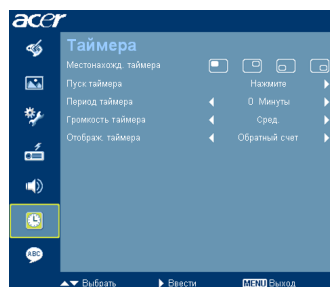 acer
Таймера
Местонахожд. таймера
Пуск таймера Нажмите
Период таймера 0 Минуты
Громкость таймера Сред.
Отображ. таймера Обратный счет
ABC
Выбрать Ввести MENU Выход